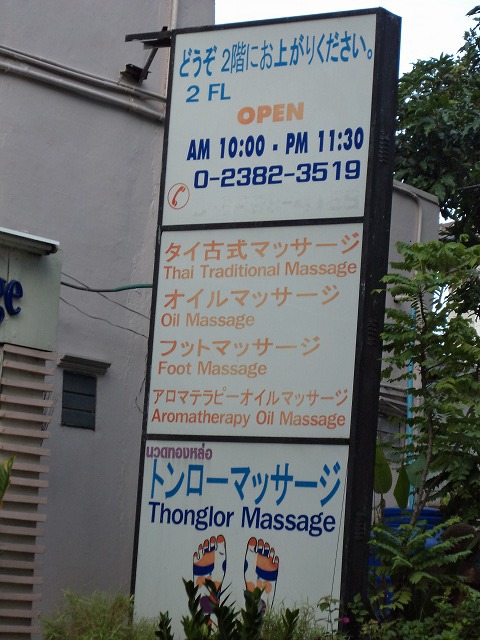 どうぞ 2階にお上がりください。
2 FL
OPEN
AM 10:00 - PM 11:30
0-2382-3519
タイ古式マッサージ
Thai Traditional Massage
オイルマッサージ
Oil Massage
フットマッサージ
Foot Massage
アロマテラピーオイルマッサージ
Aromatherapy Oil Massage
นวดทองหล่อ
トンローマッサージ
Thonglor Massage